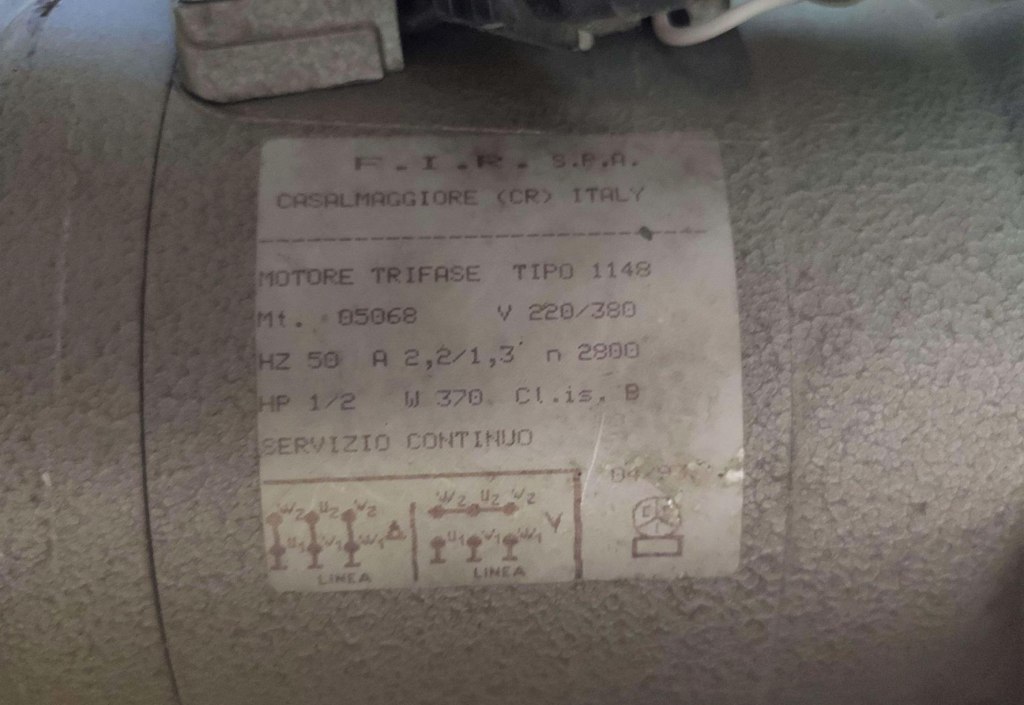 F.I.R. S.P.A.
CASALMAGGIORE (CR) ITALY
MOTORE TRIFASE TIPO 1148
Mt. 05068 V 220/380
HZ 50 A 2,2/1,3 n 2800
HP 1/2 W 370 Cl.is. B
SERVIZIO CONTINUO
W2 U2 V2 W2 U2 V2
U1 V1 W1 Δ U1 V1 W1 Y
LINEA LINEA